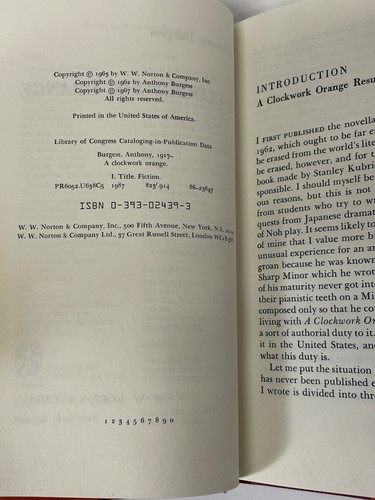 Copyright © 1963 by W. W. Norton & Company, Inc.
Copyright © 1962 by Anthony Burgess
Copyright © 1967 by Anthony Burgess
All rights reserved.
Printed in the United States of America.
Library of Congress Cataloging-in-Publication Data
Burgess, Anthony, 1917–
A clockwork orange.
I. Title. Fiction.
PR6052.U638C5 1987 823'.914 86-23843
ISBN 0-393-02439-3
W. W. Norton & Company, Inc., 500 Fifth Avenue, New York, N.Y.
W. W. Norton & Company Ltd., 37 Great Russell Street, London
1 2 3 4 5 6 7 8 9 0
INTRODUCTION
A Clockwork Orange Resu
I FIRST PUBLISHED the novella
1962, which ought to be far e
be erased from the world's lite
be erased, however, and for th
book made by Stanley Kubri
sponsible. I should myself be
ous reasons, but this is not
from students who try to w
quests from Japanese dramat
of Noh play. It seems likely to
of mine that I value more bi
unusual experience for an ar
groan because he was known
Sharp Minor which he wrote
of his maturity never got into
their pianistic teeth on a Mi
composed only so that he co
living with A Clockwork Ora
a sort of authorial duty to it.
it in the United States, and
what this duty is.
Let me put the situation
has never been published e
I wrote is divided into thr